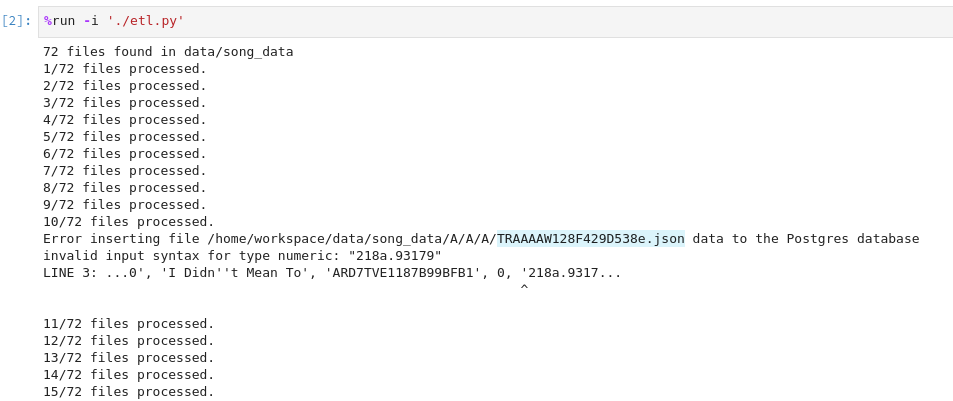 [2]: %run -i './etl.py'
72 files found in data/song_data
1/72 files processed.
2/72 files processed.
3/72 files processed.
4/72 files processed.
5/72 files processed.
6/72 files processed.
7/72 files processed.
8/72 files processed.
9/72 files processed.
10/72 files processed.
Error inserting file /home/workspace/data/song_data/A/A/A/TRAAAAW128F429D538e.json data to the Postgres database
invalid input syntax for type numeric: "218a.93179"
LINE 3: ...0', 'I Didn''t Mean To', 'ARD7TVE1187B99BFB1', 0, '218a.9317...
^
11/72 files processed.
12/72 files processed.
13/72 files processed.
14/72 files processed.
15/72 files processed.